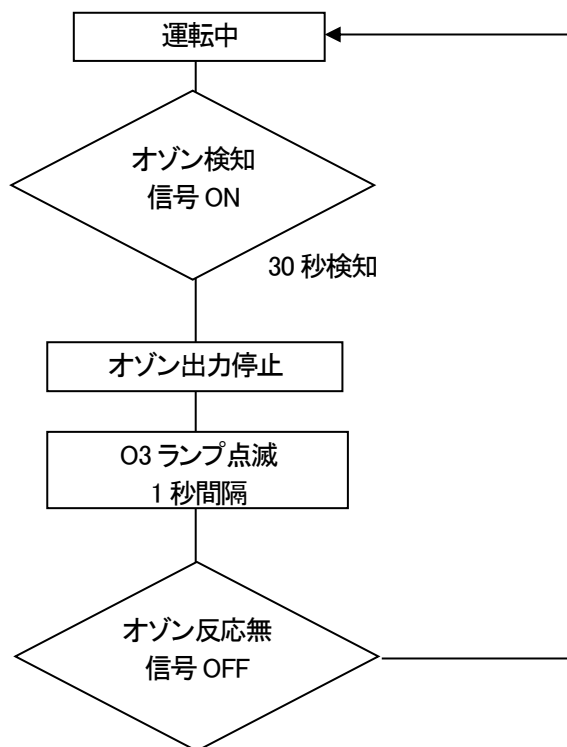 運転中
オゾン検知
信号 ON
30 秒検知
オゾン出力停止
O3 ランプ点滅
1 秒間隔
オゾン反応無
信号 OFF